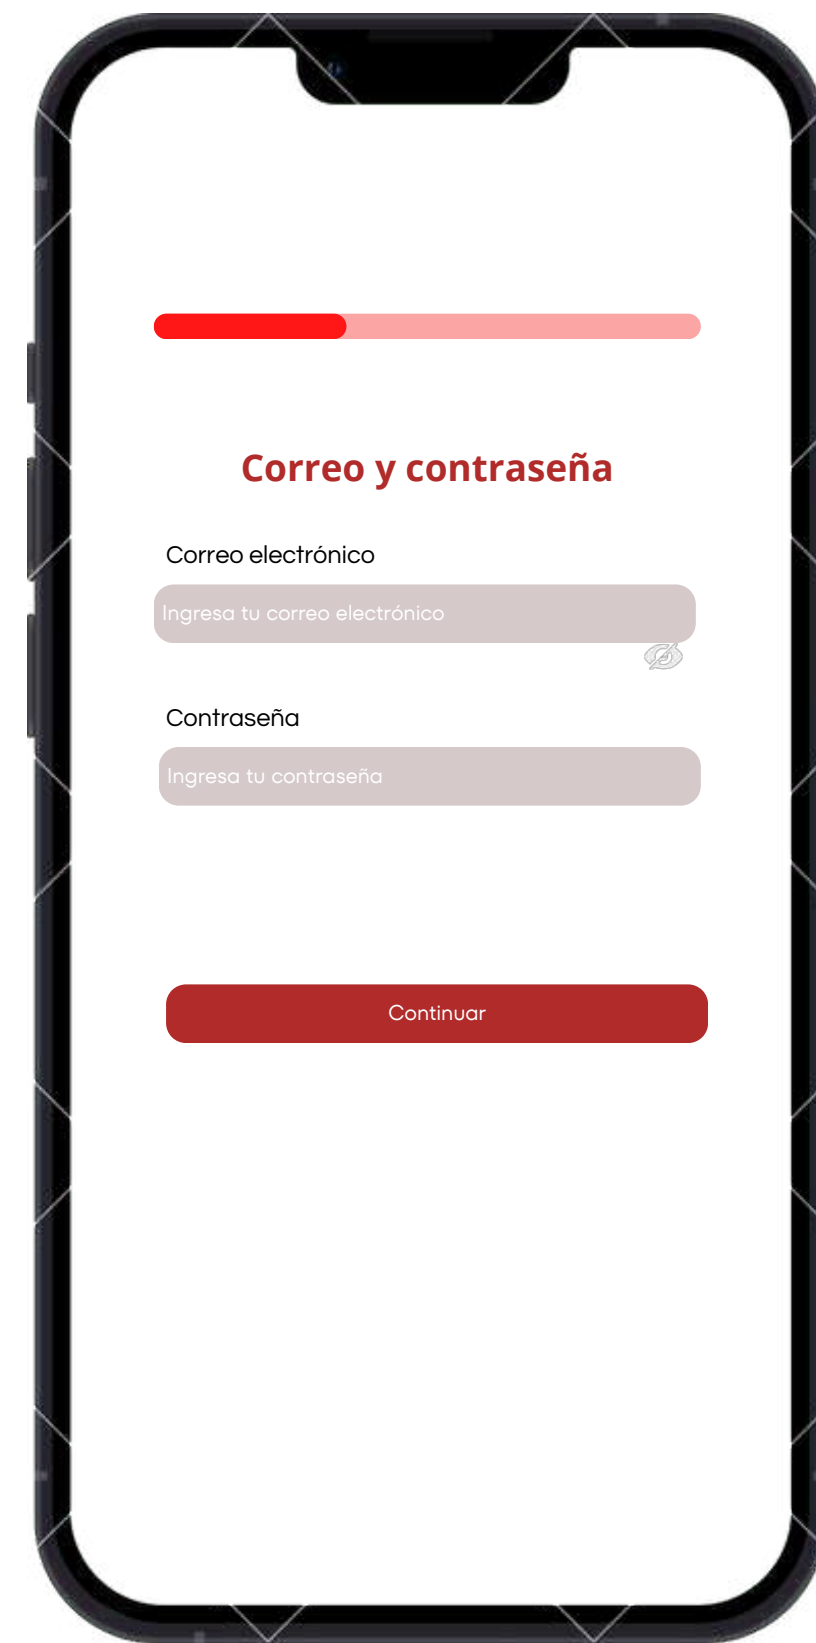 Correo y contraseña
Correo electrónico
Ingresa tu correo electrónico
Contraseña
Ingresa tu contraseña
Continuar